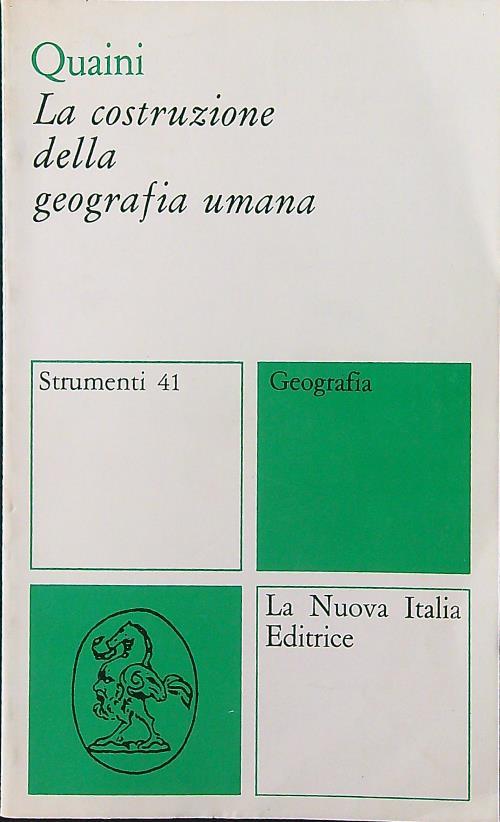 Quaini
La costruzione
della
geografia umana
Strumenti 41
Geografia
La Nuova Italia
Editrice